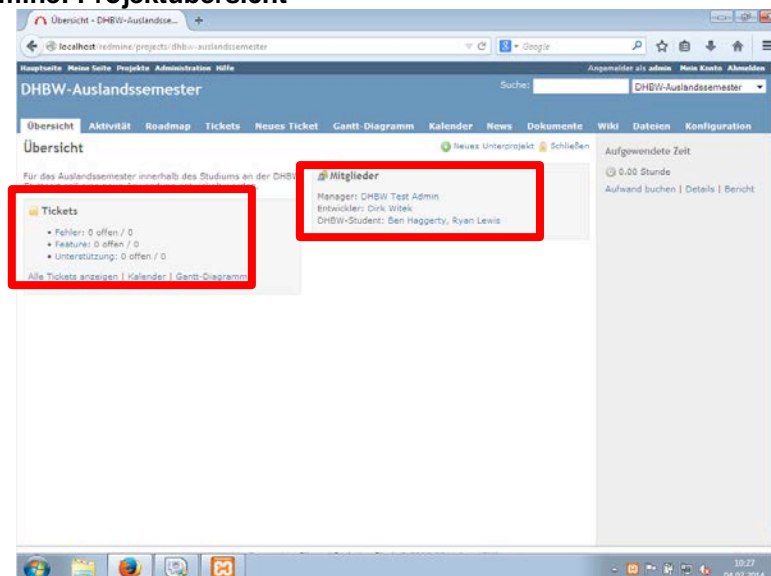 Projektübersicht
Übersicht - DHBW-Auslandsse...
localhost/redmine/projects/dhbw-auslandssemester
Google
Hauptseite Meine Seite Projekte Administration Hilfe
Angemeldet als admin Mein Konto Abmelden
DHBW-Auslandssemester
Suche:
DHBW-Auslandssemester
Übersicht Aktivität Roadmap Tickets Neues Ticket Gantt-Diagramm Kalender News Dokumente Wiki Dateien Konfiguration
Übersicht
Neues Unterprojekt Schließen
Für das Auslandssemester innerhalb des Studiums an der DHBW
Tickets
Fehler: 0 offen / 0
Feature: 0 offen / 0
Unterstützung: 0 offen / 0
Alle Tickets anzeigen | Kalender | Gantt-Diagramm
Mitglieder
Manager: DHBW Test Admin
Entwickler: Dirk Witek
DHBW-Student: Ben Haggerty, Ryan Lewis
Aufgewendete Zeit
0.00 Stunde
Aufwand buchen | Details | Bericht
10:27
04.07.2014